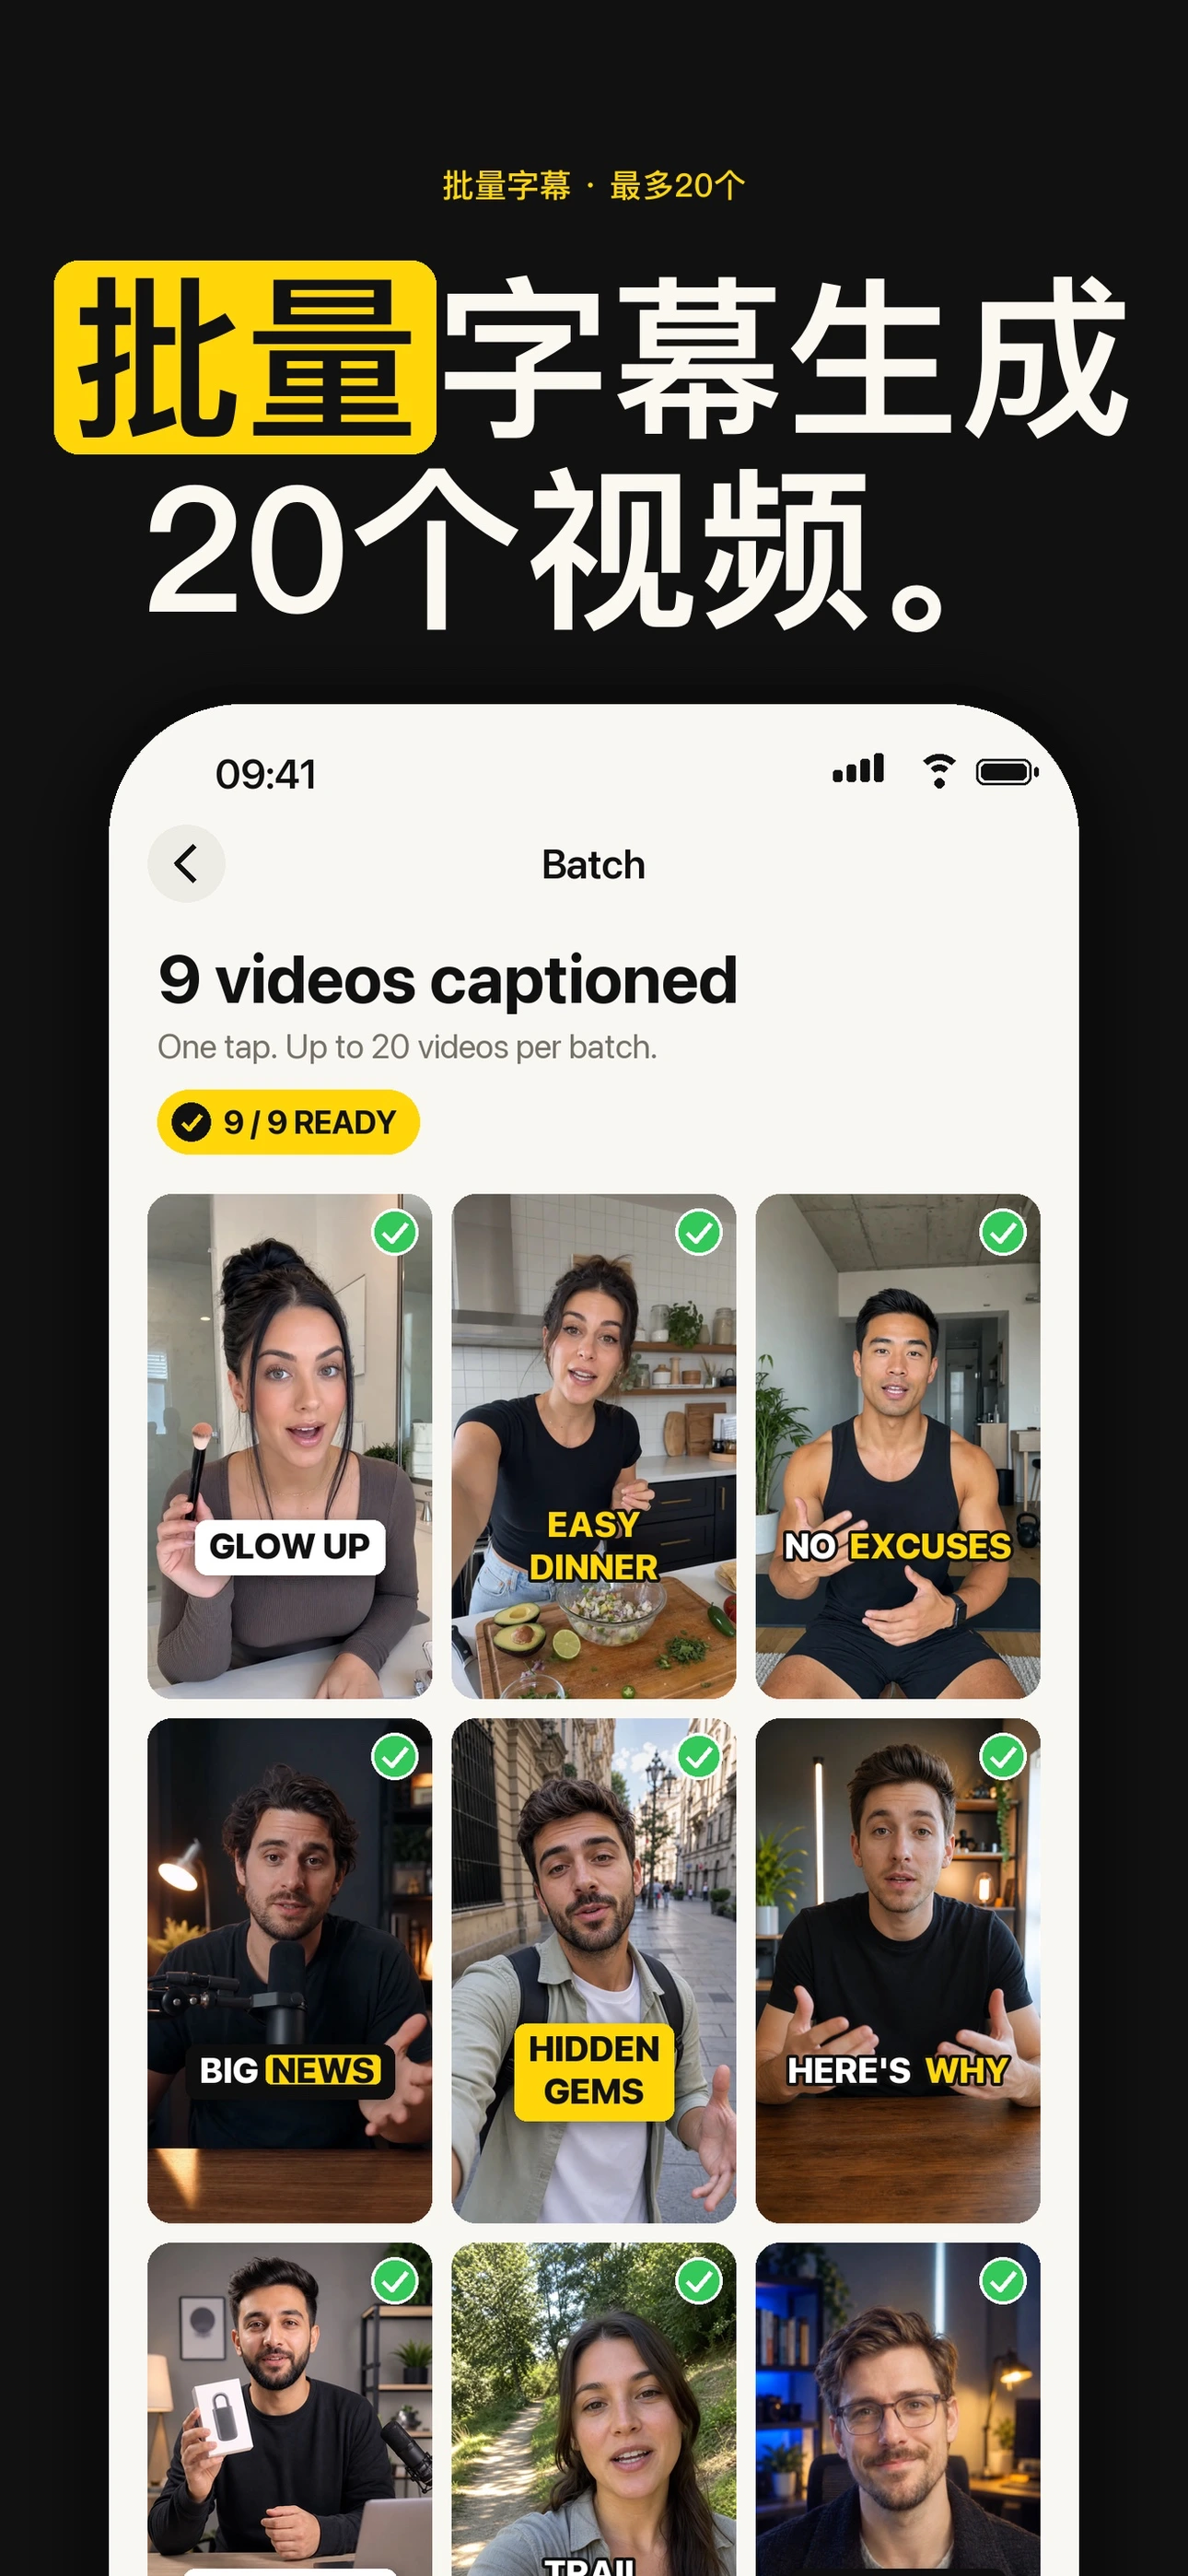 批量字幕 · 最多20个
批量字幕生成
20个视频。
09:41
Batch
9 videos captioned
One tap. Up to 20 videos per batch.
9 / 9 READY
GLOW UP
EASY
DINNER
NO EXCUSES
BIG NEWS
HIDDEN
GEMS
HERE'S WHY
TRAIL